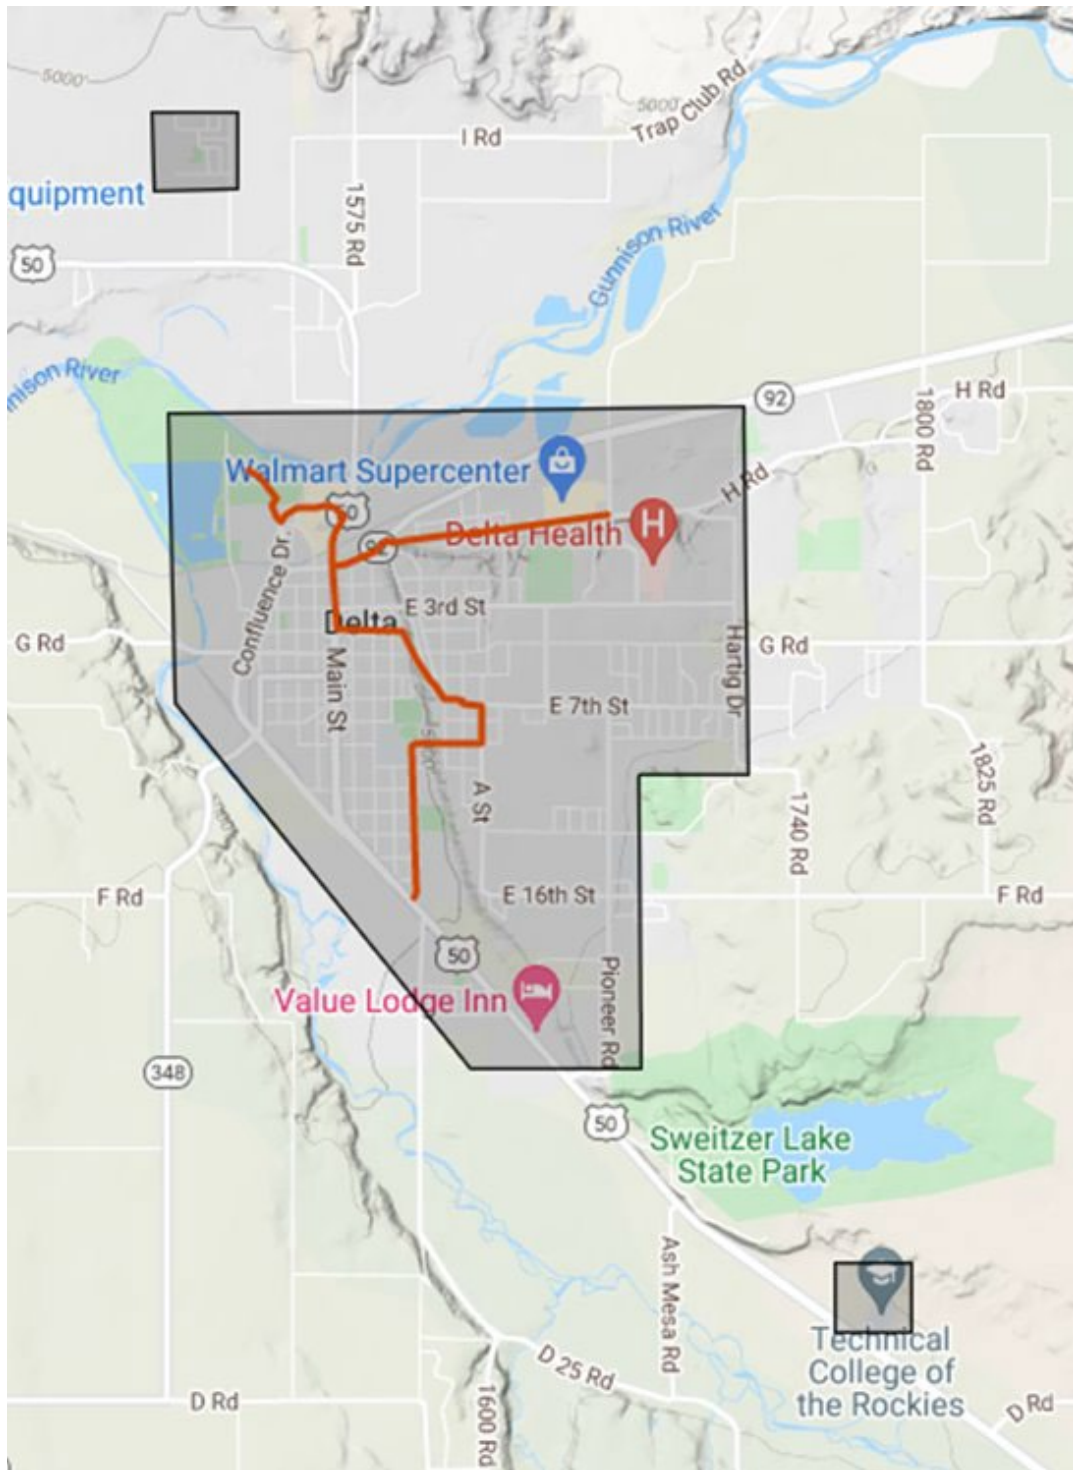 5000'
5000
Trap Club Rd
I Rd
quipment
1575 Rd
50
Gunnison River
nison River
92
H Rd
1800 Rd
Walmart Supercenter
H Rd
50
Delta Health
H
Confluence Dr.
E 3rd St
Delta
G Rd
Hartig Dr
G Rd
Main St
E 7th St
A St
1825 Rd
1740 Rd
F Rd
E 16th St
F Rd
50
Value Lodge Inn
Pioneer Rd
348
50
Sweitzer Lake
State Park
Ash Mesa Rd
Technical
College of
the Rockies
D 25 Rd
D Rd
1600 Rd
D Rd